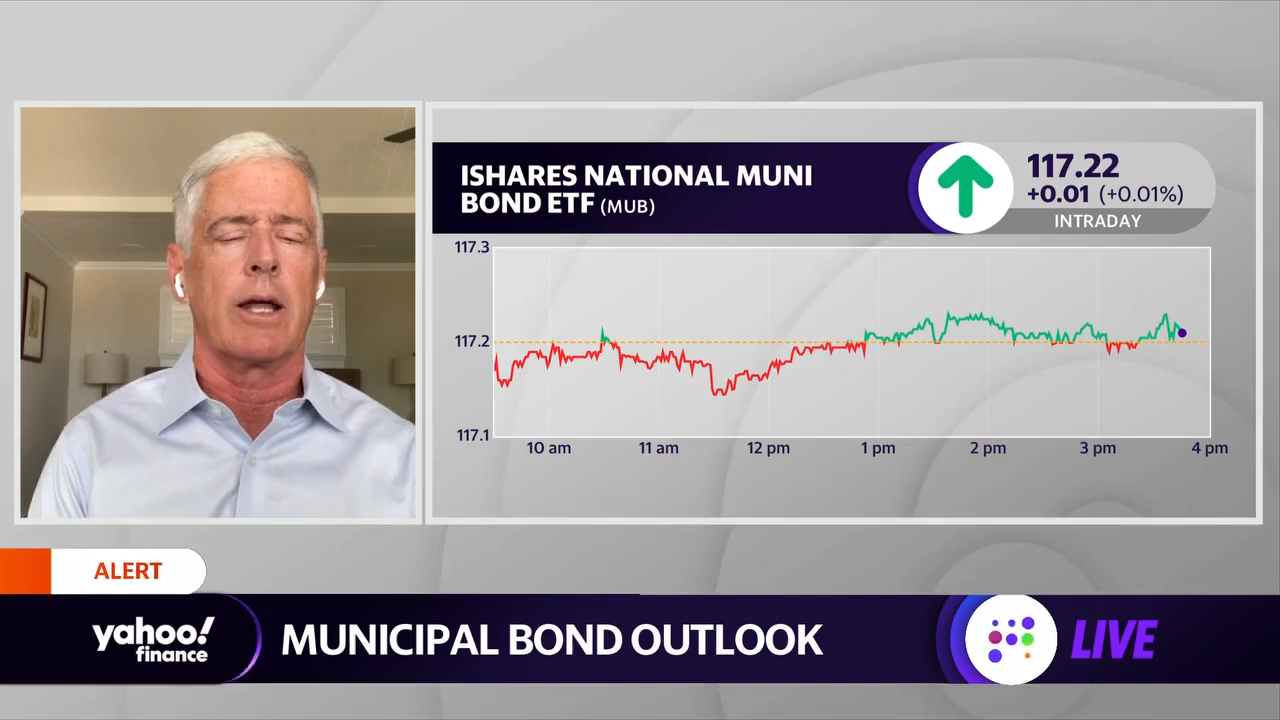 ISHARES NATIONAL MUNI
BOND ETF (MUB)
117.22
+0.01 (+0.01%)
INTRADAY
117.3
117.2
117.1
10 am
11 am
12 pm
1 pm
2 pm
3 pm
4 pm
ALERT
yahoo!
finance
MUNICIPAL BOND OUTLOOK
LIVE